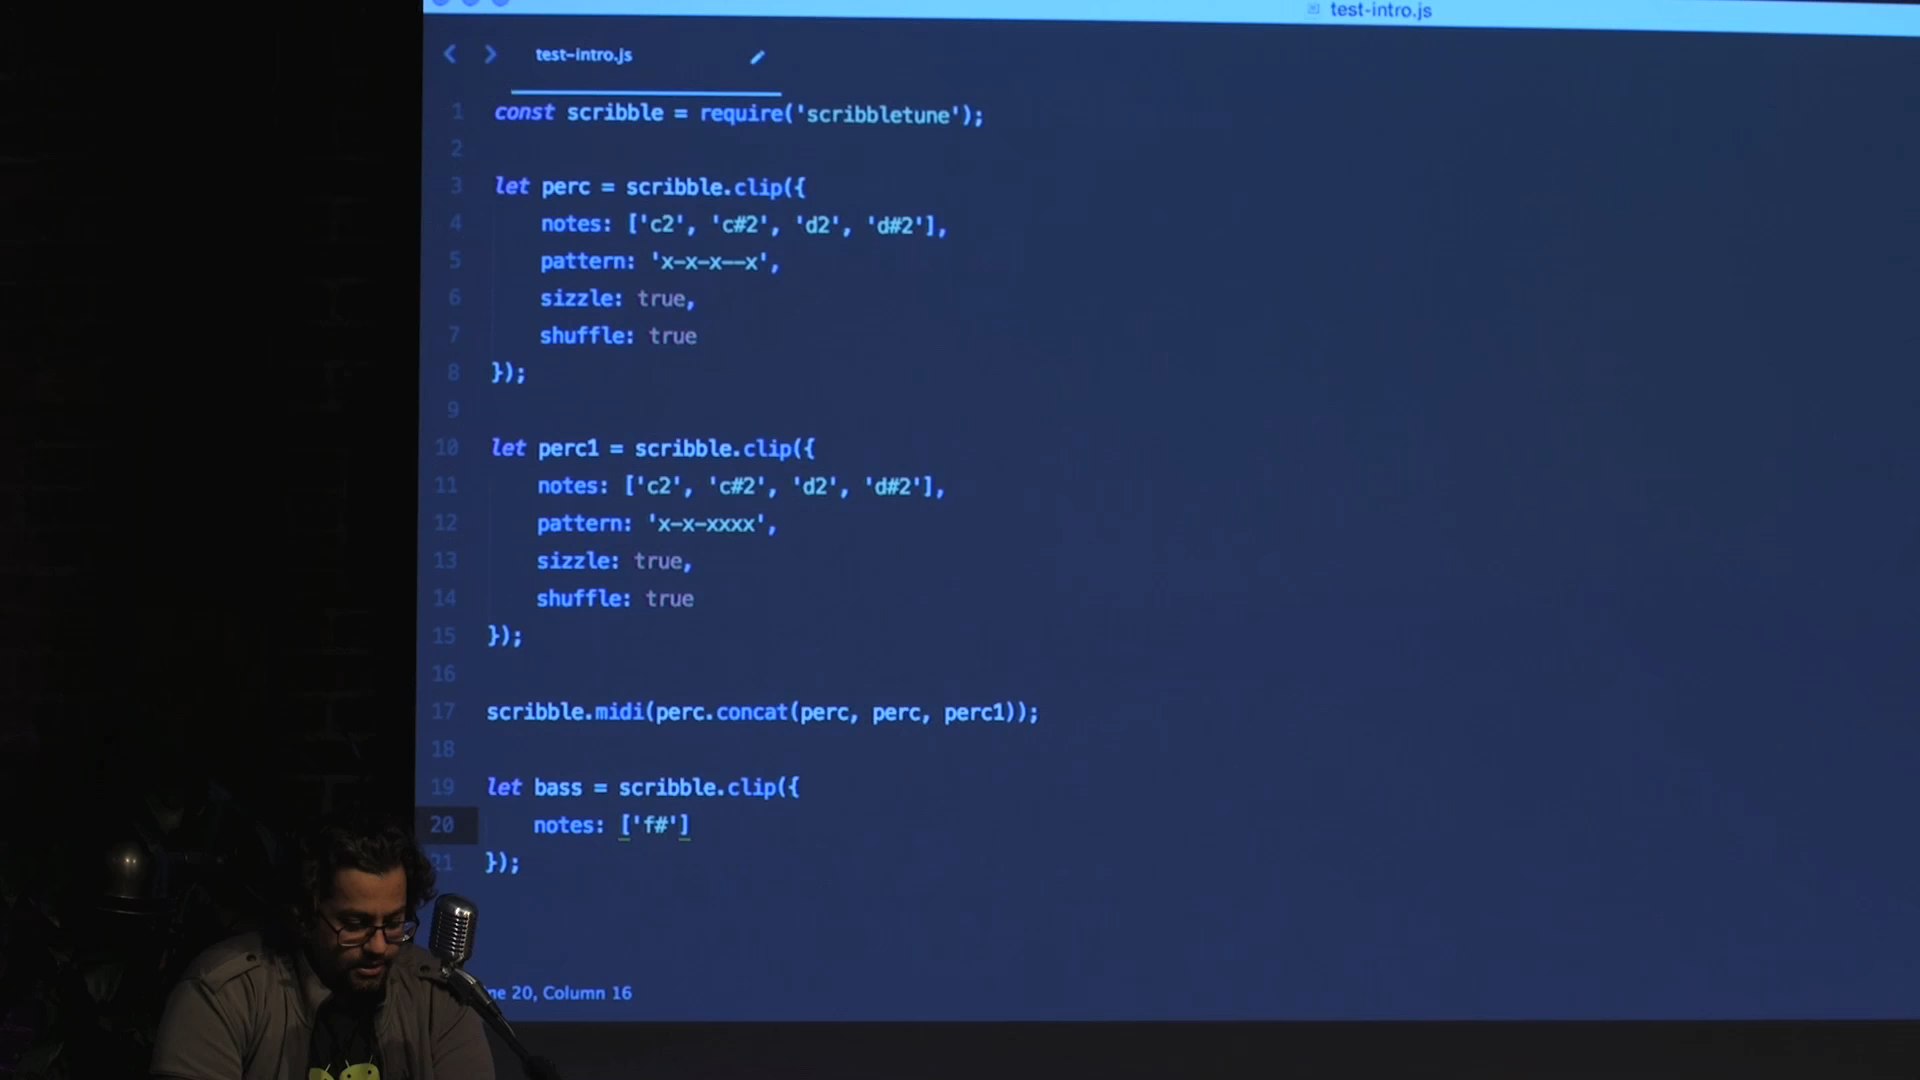 test-intro.js
test-intro.js
1 const scribble = require('scribbletune');
2
3 let perc = scribble.clip({
4 notes: ['c2', 'c#2', 'd2', 'd#2'],
5 pattern: 'x-x-x--x',
6 sizzle: true,
7 shuffle: true
8 });
9
10 let perc1 = scribble.clip({
11 notes: ['c2', 'c#2', 'd2', 'd#2'],
12 pattern: 'x-x-xxxx',
13 sizzle: true,
14 shuffle: true
15 });
16
17 scribble.midi(perc.concat(perc, perc, perc1));
18
19 let bass = scribble.clip({
20 notes: ['f#']
21 });
ne 20, Column 16